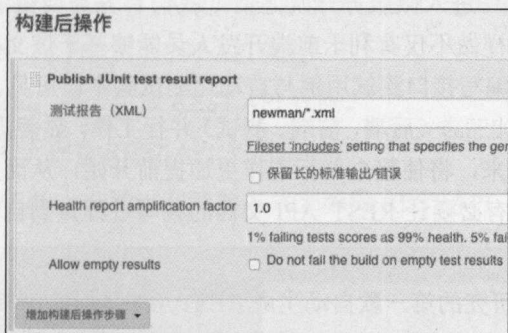 构建后操作
Publish JUnit test result report
测试报告（XML）
newman/*.xml
Fileset 'includes' setting that specifies the ger
保留长的标准输出/错误
Health report amplification factor
1.0
1% failing tests scores as 99% health. 5% fai
Allow empty results
Do not fail the build on empty test results
增加构建后操作步骤